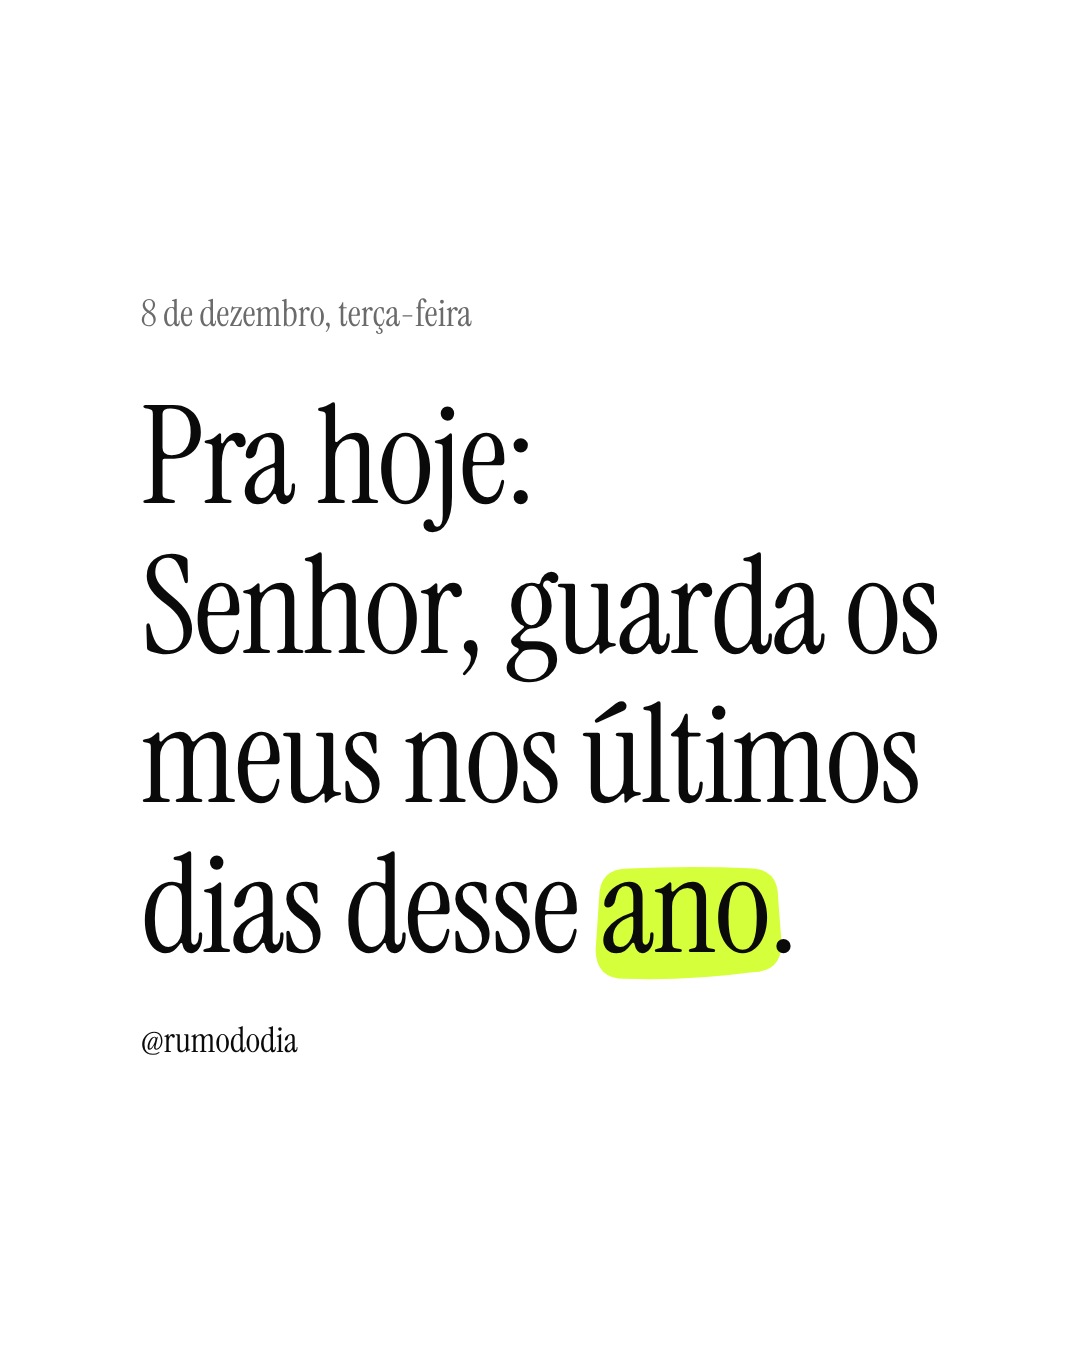 8 de dezembro, terça-feira
Pra hoje:
Senhor, guarda os
meus nos últimos
dias desse ano.
@rumododia